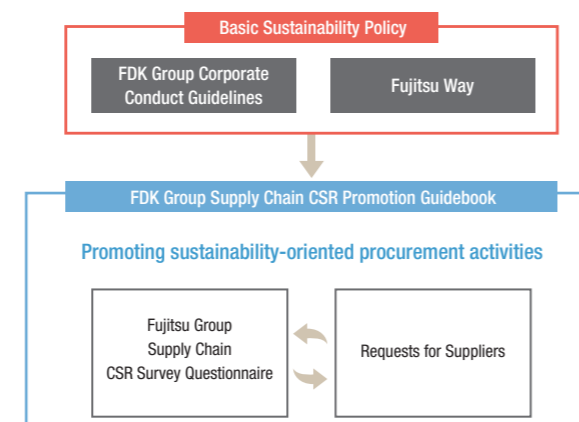 Basic Sustainability Policy
FDK Group Corporate
Conduct Guidelines
Fujitsu Way
FDK Group Supply Chain CSR Promotion Guidebook
Promoting sustainability-oriented procurement activities
Fujitsu Group
Supply Chain
CSR Survey Questionnaire
Requests for Suppliers